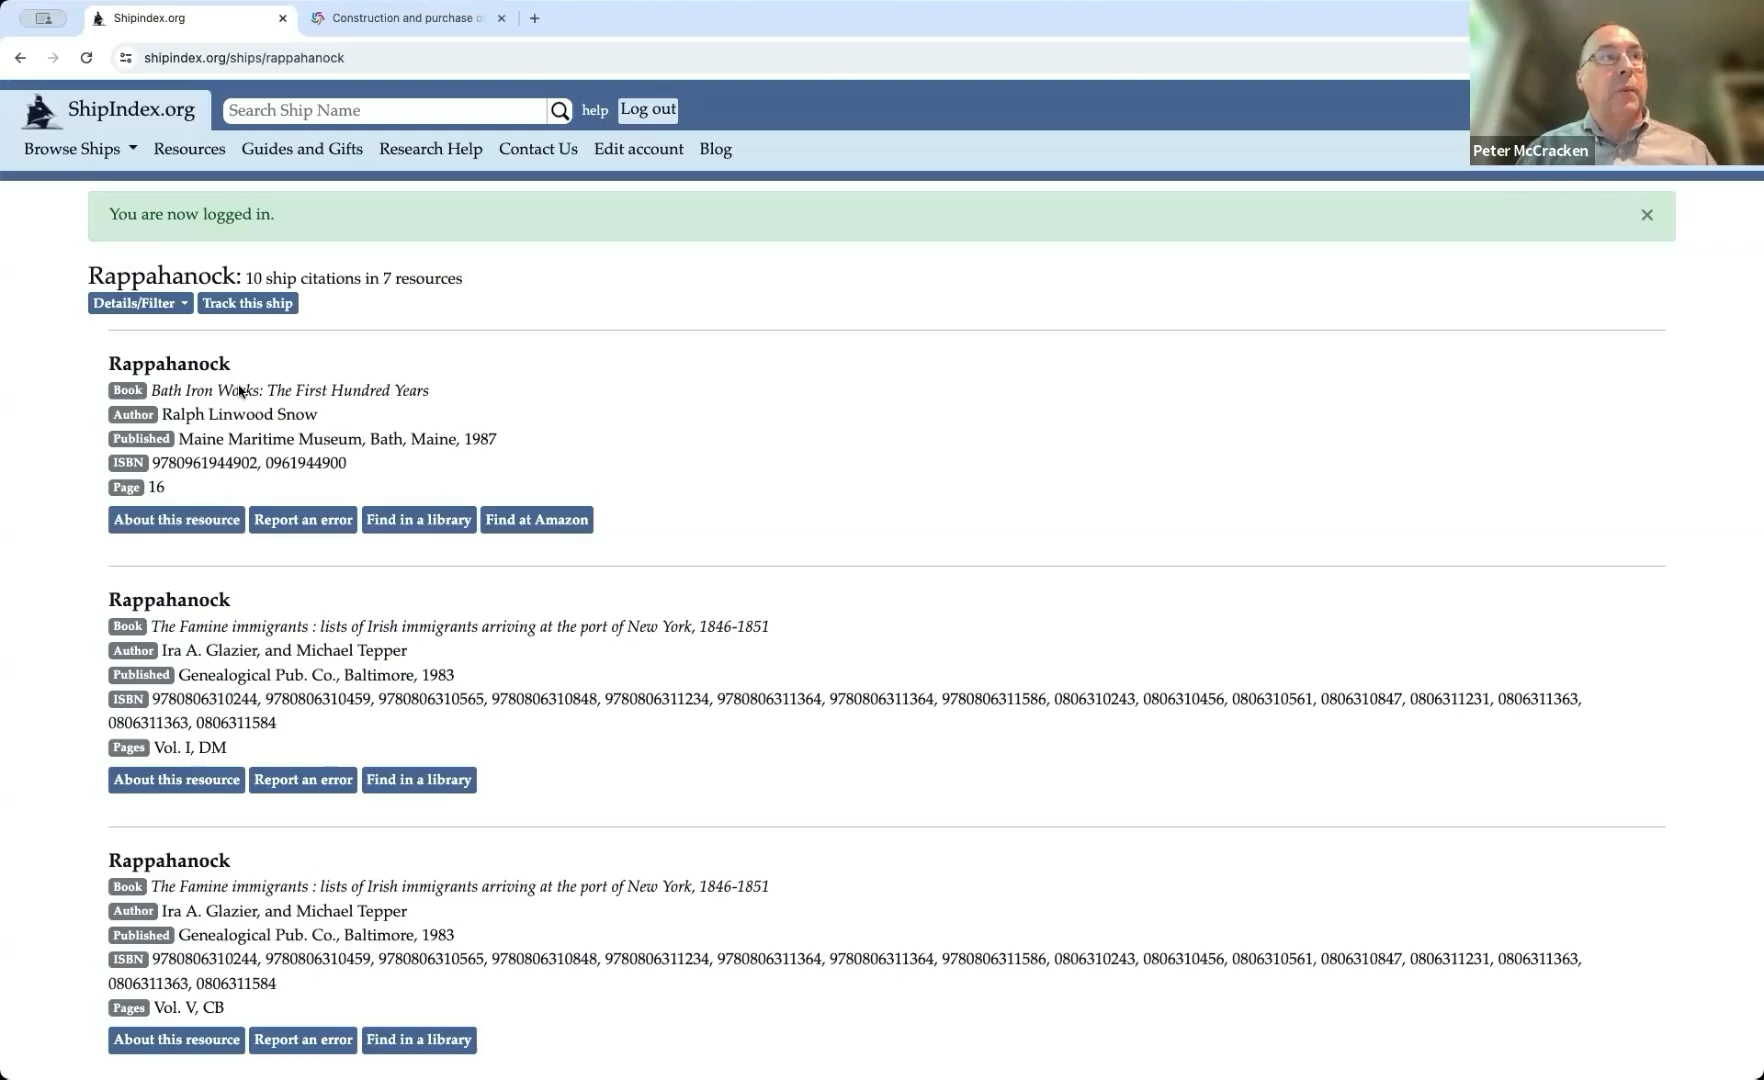 Shipindex.org
Construction and purchase o
shipindex.org/ships/rappahanock
ShipIndex.org
Search Ship Name
help
Log out
Browse Ships
Resources
Guides and Gifts
Research Help
Contact Us
Edit account
Blog
Peter McCracken
You are now logged in.
Rappahanock: 10 ship citations in 7 resources
Details/Filter
Track this ship
Rappahanock
Book Bath Iron Works: The First Hundred Years
Author Ralph Linwood Snow
Published Maine Maritime Museum, Bath, Maine, 1987
ISBN 9780961944902, 0961944900
Page 16
About this resource Report an error Find in a library Find at Amazon
Rappahanock
Book The Famine immigrants : lists of Irish immigrants arriving at the port of New York, 1846-1851
Author Ira A. Glazier, and Michael Tepper
Published Genealogical Pub. Co., Baltimore, 1983
ISBN 9780806310244, 9780806310459, 9780806310565, 9780806310848, 9780806311234, 9780806311364, 9780806311364, 9780806311586, 0806310243, 0806310456, 0806310561, 0806310847, 0806311231, 0806311363,
0806311363, 0806311584
Pages Vol. I, DM
About this resource Report an error Find in a library
Rappahanock
Book The Famine immigrants : lists of Irish immigrants arriving at the port of New York, 1846-1851
Author Ira A. Glazier, and Michael Tepper
Published Genealogical Pub. Co., Baltimore, 1983
ISBN 9780806310244, 9780806310459, 9780806310565, 9780806310848, 9780806311234, 9780806311364, 9780806311364, 9780806311586, 0806310243, 0806310456, 0806310561, 0806310847, 0806311231, 0806311363,
0806311363, 0806311584
Pages Vol. V, CB
About this resource Report an error Find in a library